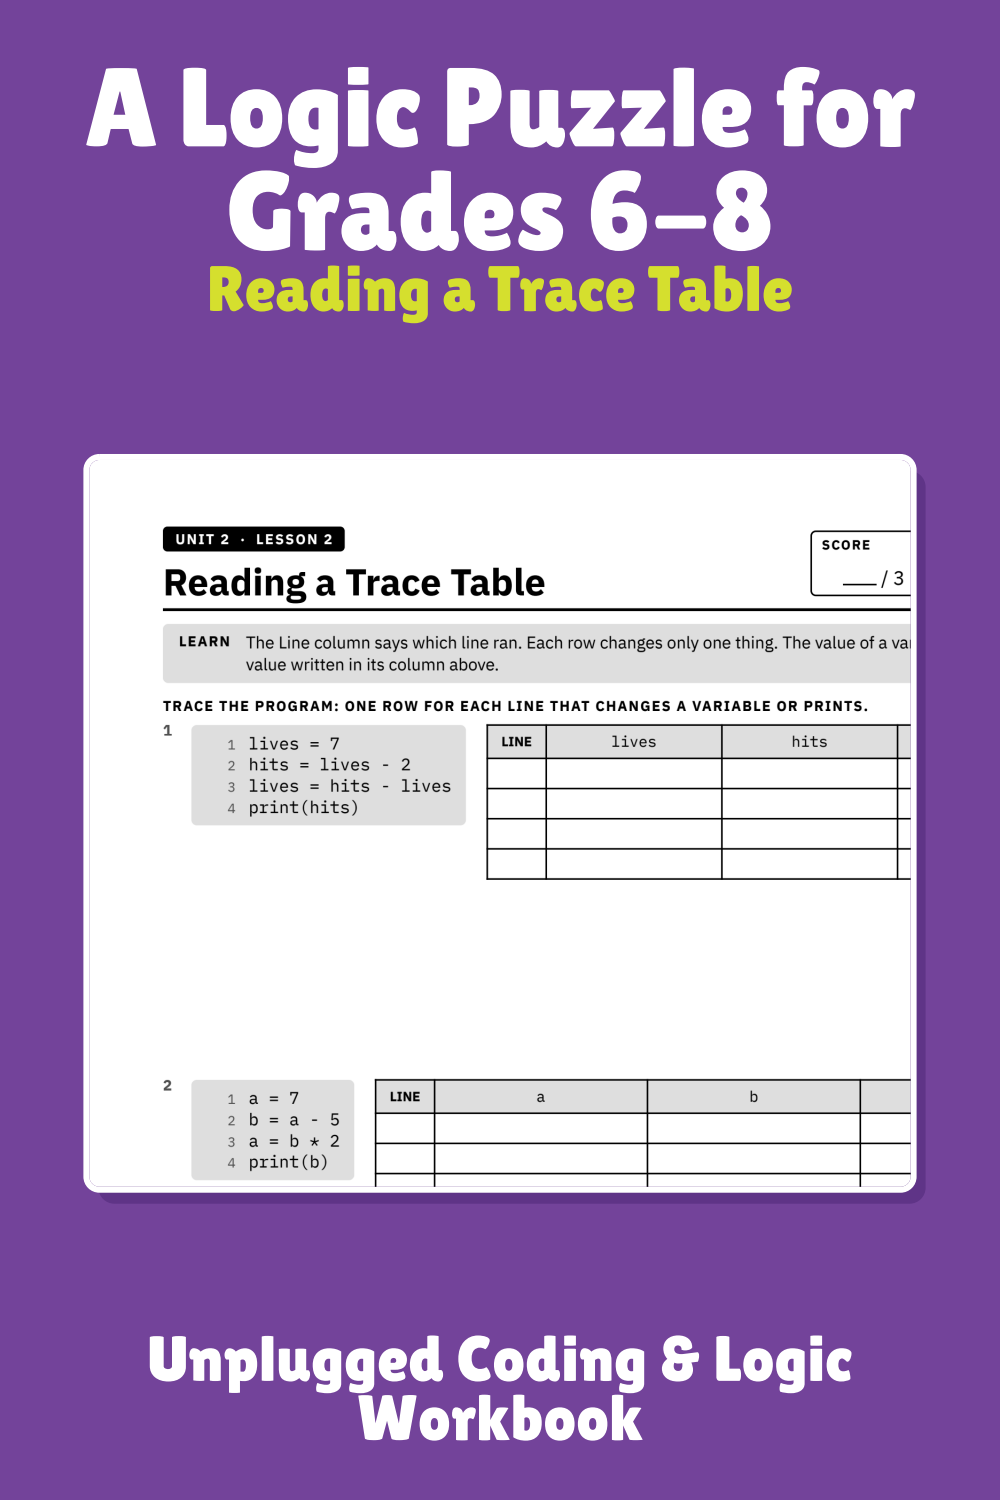 A Logic Puzzle for
Grades 6–8
Reading a Trace Table
UNIT 2 · LESSON 2
SCORE
___ / 3
Reading a Trace Table
LEARN The Line column says which line ran. Each row changes only one thing. The value of a
value written in its column above.
TRACE THE PROGRAM: ONE ROW FOR EACH LINE THAT CHANGES A VARIABLE OR PRINTS.
1
1 lives = 7
2 hits = lives - 2
3 lives = hits - lives
4 print(hits)
LINE lives hits
2
1 a = 7
2 b = a - 5
3 a = b * 2
4 print(b)
LINE a b
Unplugged Coding & Logic
Workbook